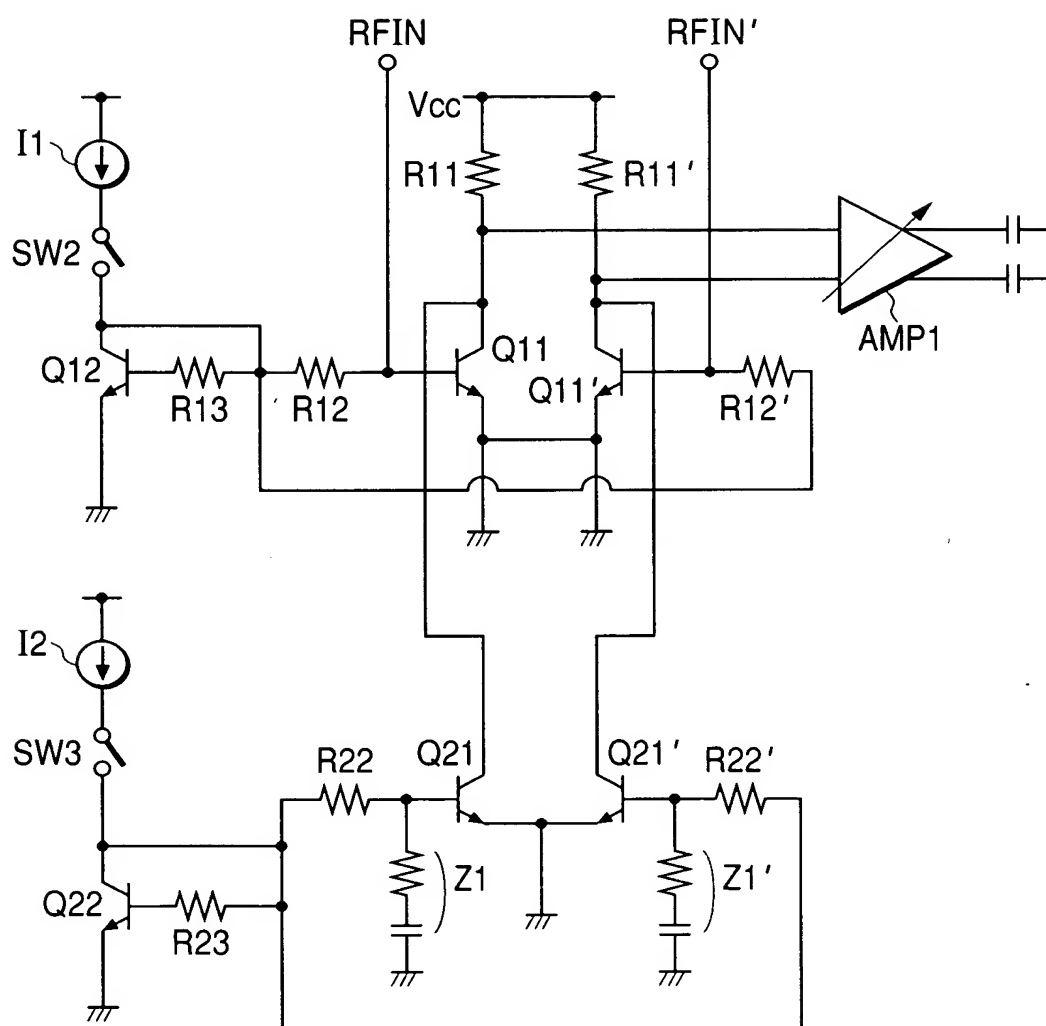 RFIN
RFIN'
Vcc
I1
R11
R11'
SW2
AMP1
Q12
Q11
Q11'
R13
R12
R12'
I2
SW3
Q21
Q21'
R22
R22'
Z1
Z1'
Q22
R23